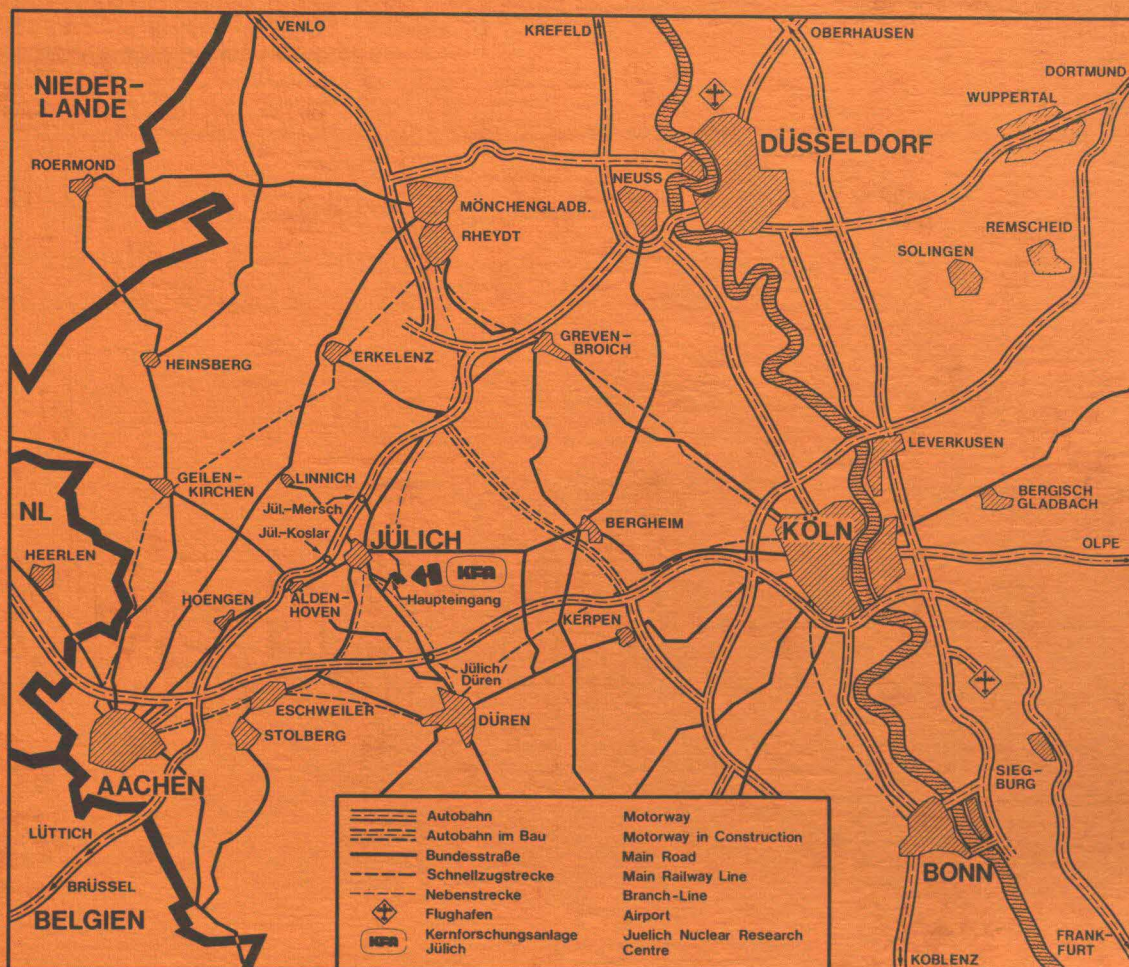 VENLO
KREFELD
OBERHAUSEN
DORTMUND
NIEDER-
LANDE
WUPPERTAL
DÜSSELDORF
ROERMOND
NEUSS
MÖNCHENGLADB.
RHEYDT
REMSCHEID
SOLINGEN
GREVEN-
BROICH
ERKELENZ
HEINSBERG
LEVERKUSEN
GEILEN-
KIRCHEN
LINNICH
Jül.-Mersch
BERGISCH
GLADBACH
NL
BERGHEIM
KÖLN
Jül.-Koslar
JÜLICH
OLPE
HEERLEN
KFA
HOENGEN
ALDEN-
HOVEN
Haupteingang
KERPEN
Jülich/
Düren
ESCHWEILER
DÜREN
STOLBERG
AACHEN
SIEG-
BURG
LÜTTICH
BRÜSSEL
BELGIEN
BONN
KOBLENZ
FRANK-
FURT
Autobahn Motorway
Autobahn im Bau Motorway in Construction
Bundesstraße Main Road
Schnellzugstrecke Main Railway Line
Nebenstrecke Branch-Line
Flughafen Airport
KFA Kernforschungsanlage Juelich Nuclear Research
Jülich Centre